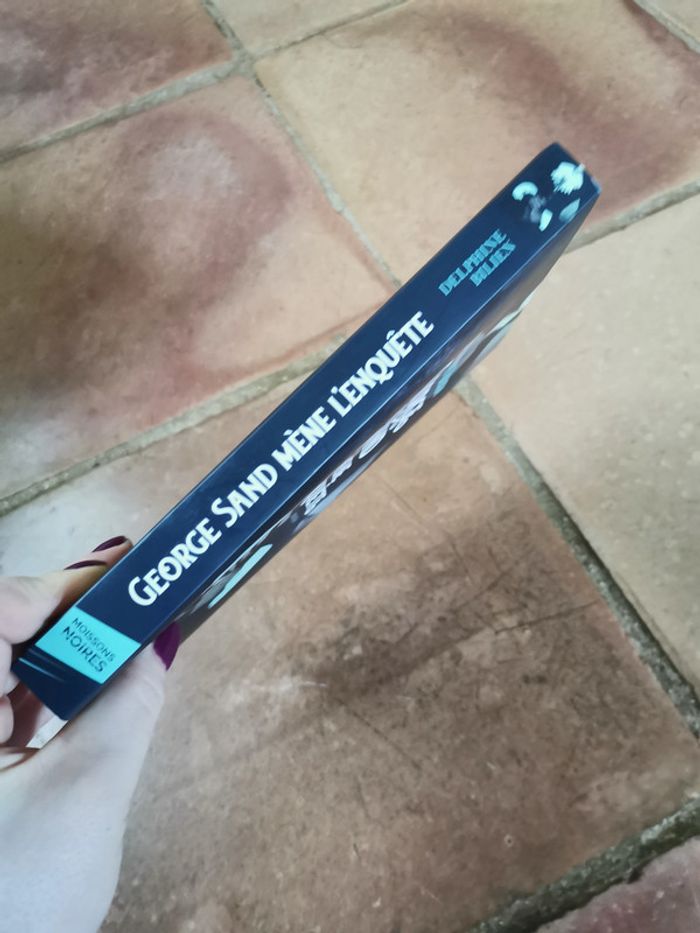 DELPHINE
BILIEN
GEORGE SAND MÈNE L'ENQUÊTE
MOISSONS
NOIRES